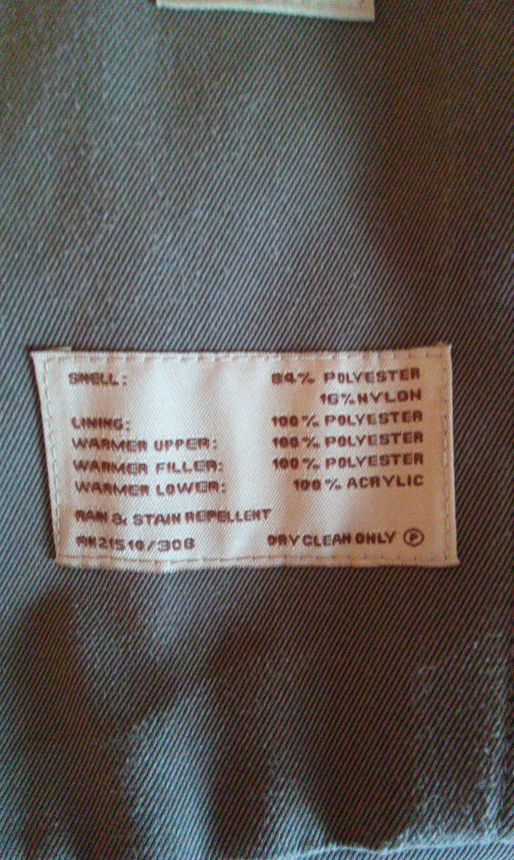 SHELL: 84% POLYESTER
16% NYLON
LINING: 100% POLYESTER
WARMER UPPER: 100% POLYESTER
WARMER FILLER: 100% POLYESTER
WARMER LOWER: 100% ACRYLIC
RAIN & STAIN REPELLENT
RN21510/308 DRY CLEAN ONLY Ⓟ